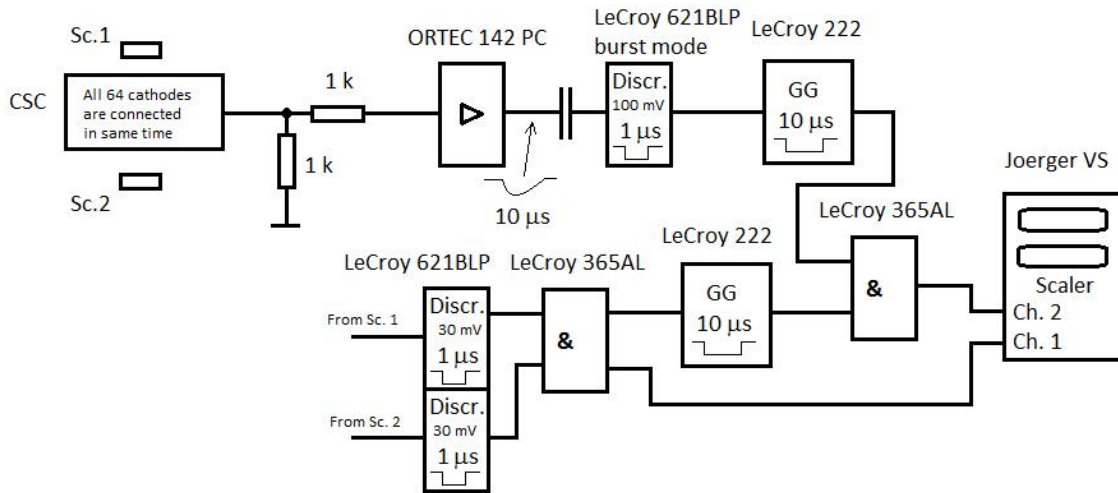 Sc.1
CSC
All 64 cathodes
are connected
in same time
Sc.2
1 k
1 k
ORTEC 142 PC
10 µs
LeCroy 621BLP
burst mode
Discr.
100 mV
1 µs
LeCroy 222
GG
10 µs
LeCroy 621BLP
From Sc. 1
Discr.
30 mV
1 µs
From Sc. 2
Discr.
30 mV
1 µs
LeCroy 365AL
&
LeCroy 222
GG
10 µs
LeCroy 365AL
&
Joerger VS
Scaler
Ch. 2
Ch. 1